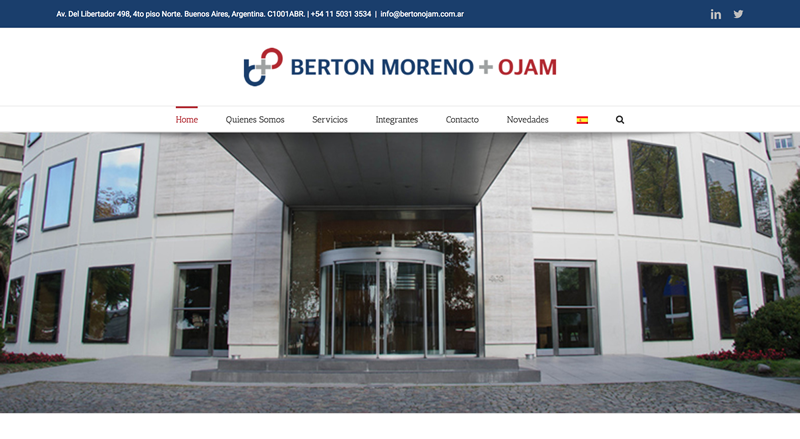 Av. Del Libertador 498, 4to piso Norte. Buenos Aires, Argentina. C1001ABR. | +54 11 5031 3534 | info@bertonojam.com.ar
BERTON MORENO + OJAM
Home Quienes Somos Servicios Integrantes Contacto Novedades